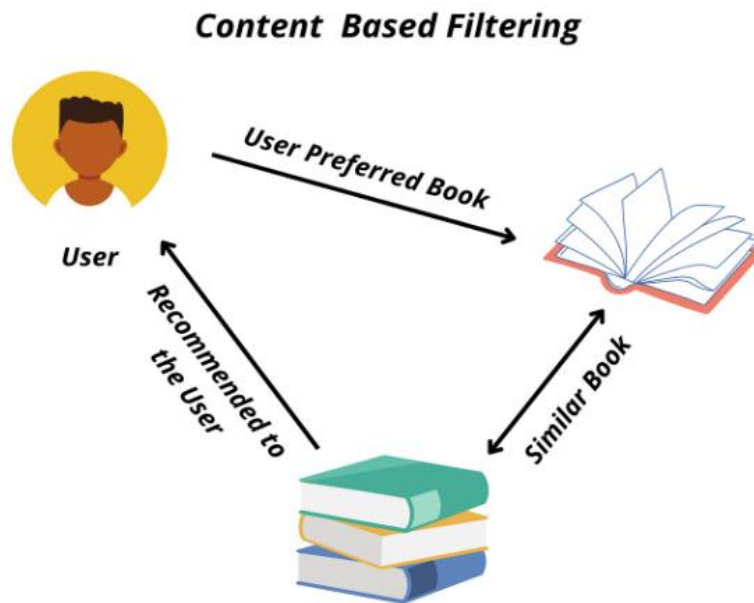 Content Based Filtering
User Preferred Book
User
Recommended to
the User
Similar Book